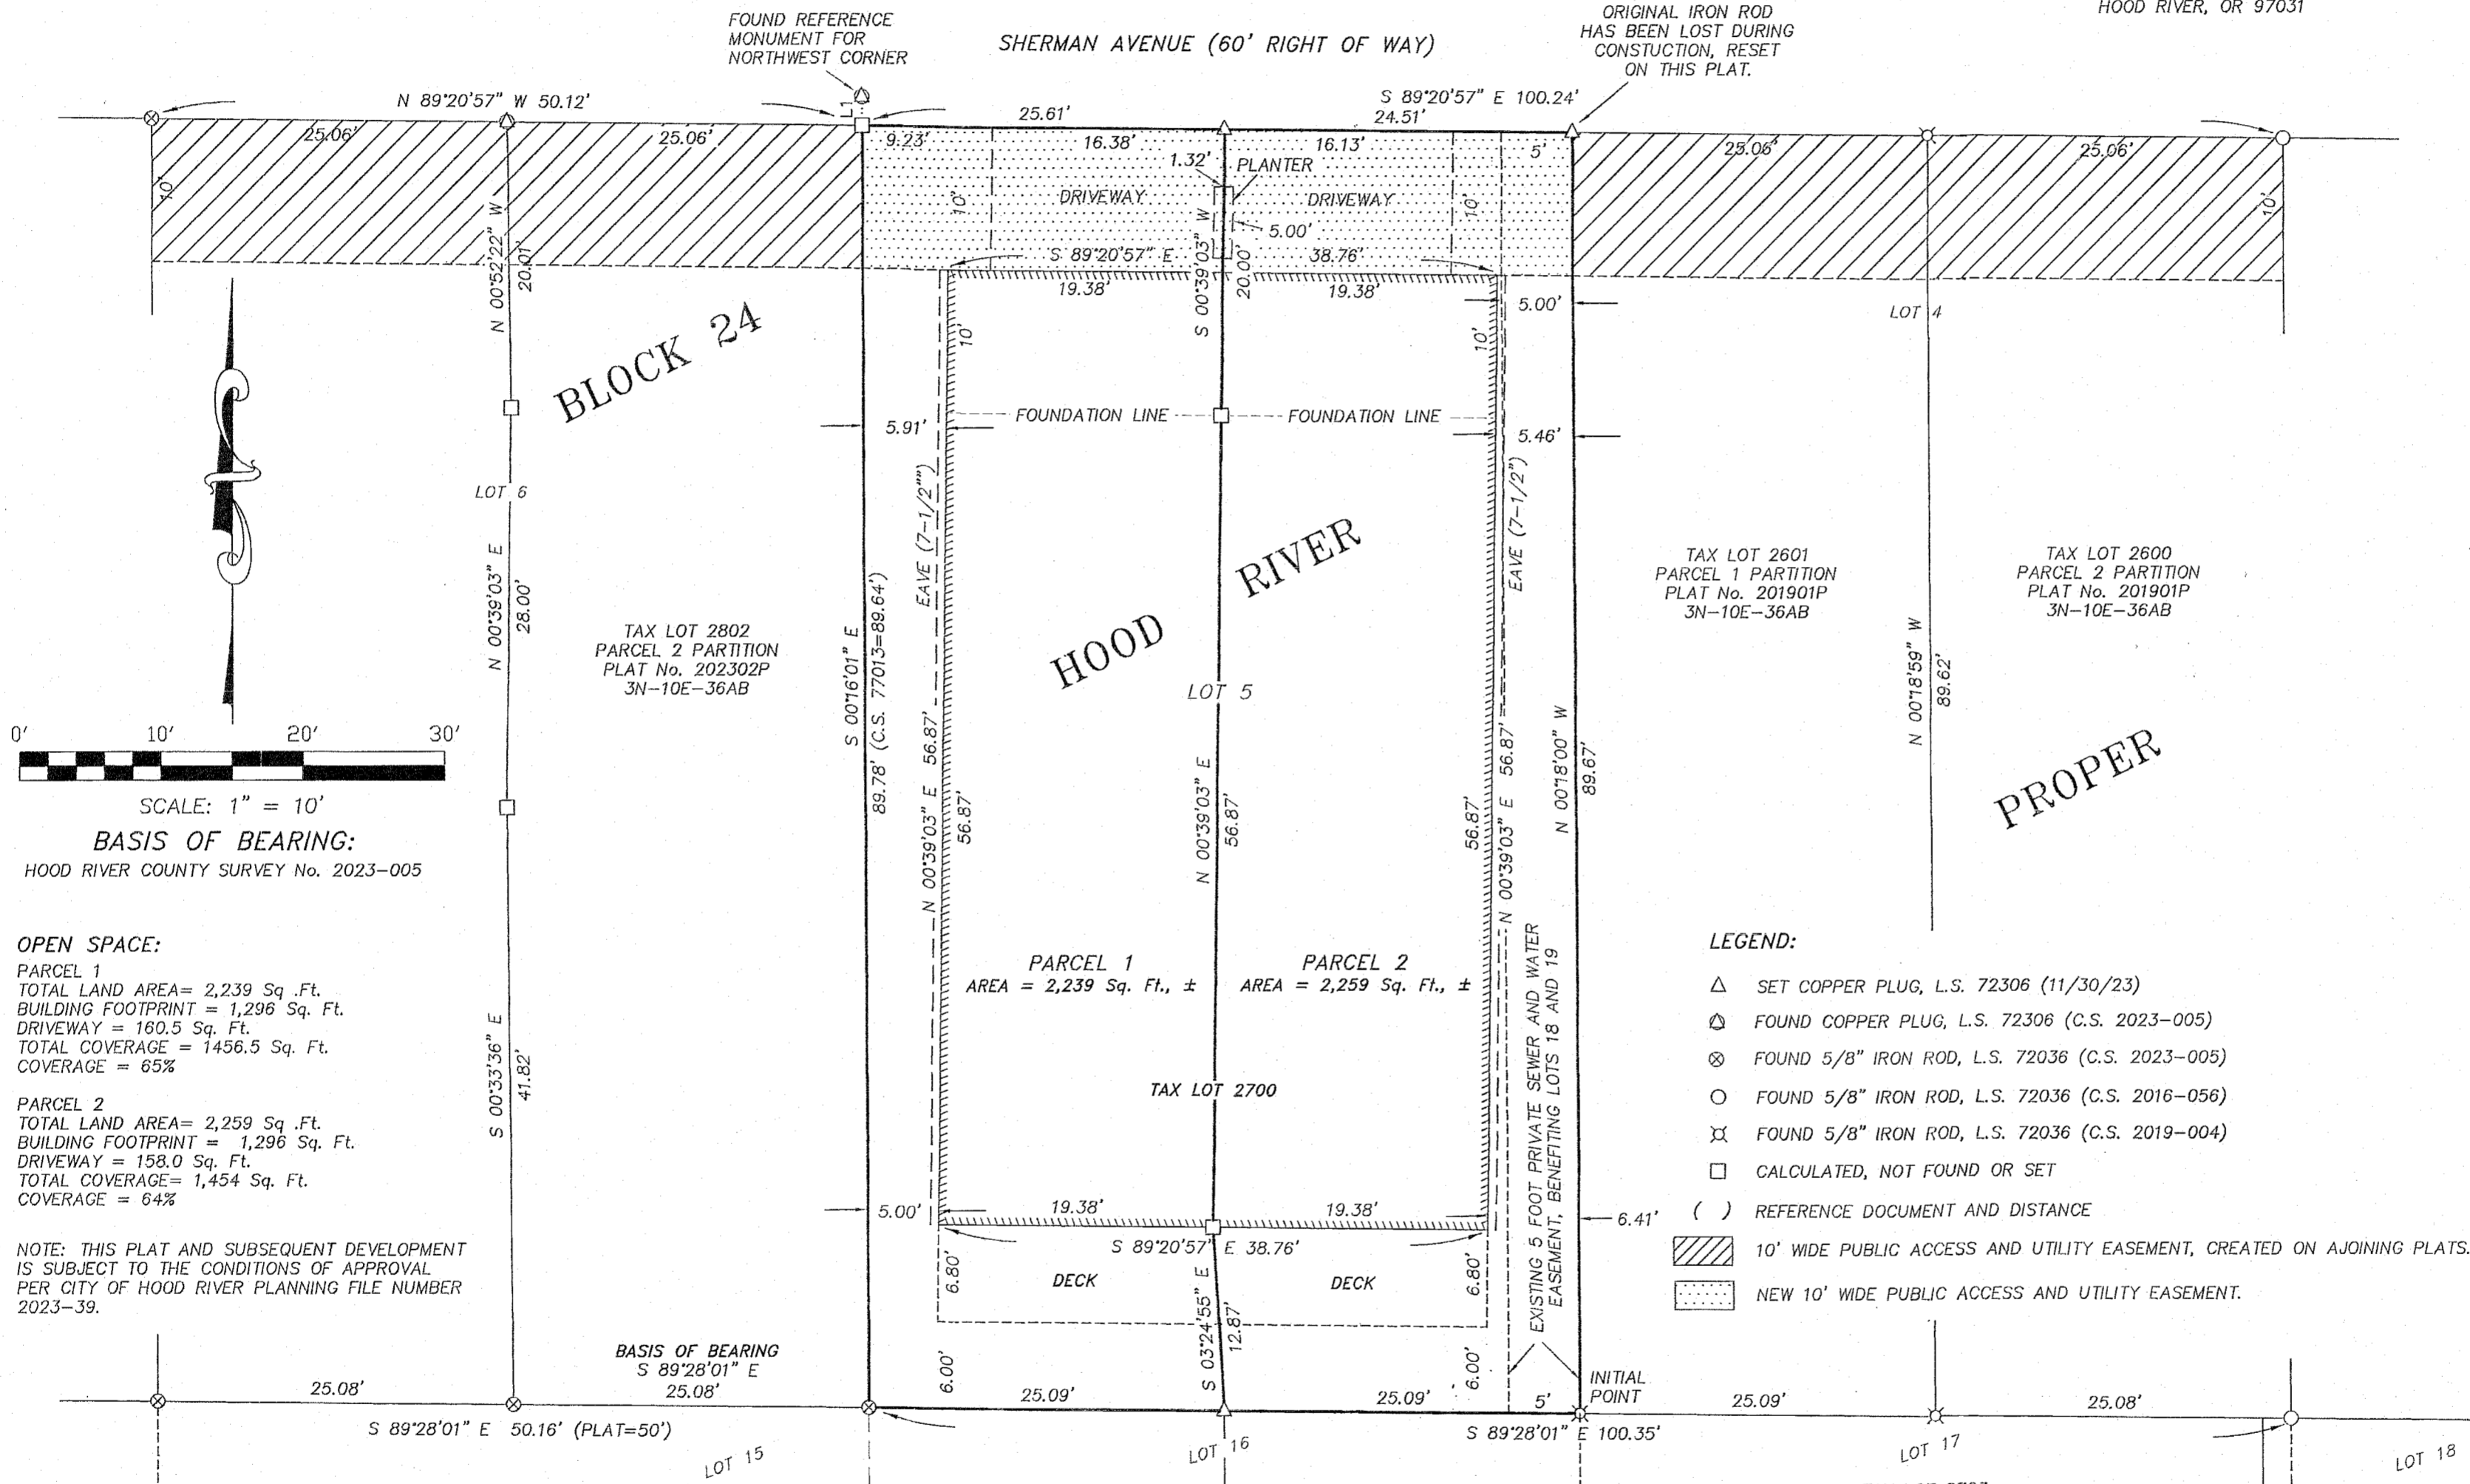 HOOD RIVER, OR 97031
FOUND REFERENCE
MONUMENT FOR
NORTHWEST CORNER
SHERMAN AVENUE (60' RIGHT OF WAY)
ORIGINAL IRON ROD
HAS BEEN LOST DURING
CONSTUCTION, RESET
ON THIS PLAT.
N 89°20'57" W 50.12'
L1
25.61'
S 89°20'57" E 100.24'
24.51'
25.06'
25.06'
9.23'
16.38'
16.13'
5'
25.06'
25.06'
1.32'
PLANTER
10'
10'
DRIVEWAY
DRIVEWAY
10'
10'
5.00'
S 89°20'57" E
38.76'
N 00°52'22" W
20.01'
S 00°39'03" W
20.00'
19.38'
19.38'
5.00'
LOT 4
10'
10'
BLOCK 24
FOUNDATION LINE
FOUNDATION LINE
5.91'
5.46'
EAVE (7-1/2")
EAVE (7-1/2")
LOT 6
N 00°39'03" E
28.00'
HOOD RIVER
PROPER
TAX LOT 2802
PARCEL 2 PARTITION
PLAT No. 202302P
3N-10E-36AB
TAX LOT 2601
PARCEL 1 PARTITION
PLAT No. 201901P
3N-10E-36AB
TAX LOT 2600
PARCEL 2 PARTITION
PLAT No. 201901P
3N-10E-36AB
S 00°16'01" E
89.78' (C.S. 77013=89.64')
N 00°39'03" E 56.87'
56.87'
LOT 5
N 00°39'03" E
56.87'
56.87'
N 00°39'03" E 56.87'
N 00°18'00" W
89.67'
N 00°18'59" W
89.62'
0' 10' 20' 30'
SCALE: 1" = 10'
BASIS OF BEARING:
HOOD RIVER COUNTY SURVEY No. 2023-005
OPEN SPACE:
PARCEL 1
TOTAL LAND AREA= 2,239 Sq .Ft.
BUILDING FOOTPRINT = 1,296 Sq. Ft.
DRIVEWAY = 160.5 Sq. Ft.
TOTAL COVERAGE = 1456.5 Sq. Ft.
COVERAGE = 65%
PARCEL 2
TOTAL LAND AREA= 2,259 Sq .Ft.
BUILDING FOOTPRINT = 1,296 Sq. Ft.
DRIVEWAY = 158.0 Sq. Ft.
TOTAL COVERAGE= 1,454 Sq. Ft.
COVERAGE = 64%
NOTE: THIS PLAT AND SUBSEQUENT DEVELOPMENT
IS SUBJECT TO THE CONDITIONS OF APPROVAL
PER CITY OF HOOD RIVER PLANNING FILE NUMBER
2023-39.
S 00°33'36" E
41.82'
PARCEL 1
AREA = 2,239 Sq. Ft., ±
PARCEL 2
AREA = 2,259 Sq. Ft., ±
TAX LOT 2700
EXISTING 5 FOOT PRIVATE SEWER AND WATER
EASEMENT, BENEFITING LOTS 18 AND 19
5.00'
19.38'
19.38'
6.41'
S 89°20'57" E 38.76'
6.80'
DECK
DECK
6.80'
S 03°24'55" E
12.87'
6.00'
6.00'
LEGEND:
SET COPPER PLUG, L.S. 72306 (11/30/23)
FOUND COPPER PLUG, L.S. 72306 (C.S. 2023-005)
FOUND 5/8" IRON ROD, L.S. 72036 (C.S. 2023-005)
FOUND 5/8" IRON ROD, L.S. 72036 (C.S. 2016-056)
FOUND 5/8" IRON ROD, L.S. 72036 (C.S. 2019-004)
CALCULATED, NOT FOUND OR SET
( ) REFERENCE DOCUMENT AND DISTANCE
10' WIDE PUBLIC ACCESS AND UTILITY EASEMENT, CREATED ON AJOINING PLATS.
NEW 10' WIDE PUBLIC ACCESS AND UTILITY EASEMENT.
BASIS OF BEARING
S 89°28'01" E
25.08'
25.08'
25.09'
25.09'
5'
INITIAL
POINT
25.09'
25.08'
S 89°28'01" E 50.16' (PLAT=50')
S 89°28'01" E 100.35'
LOT 15
LOT 16
LOT 17
LOT 18